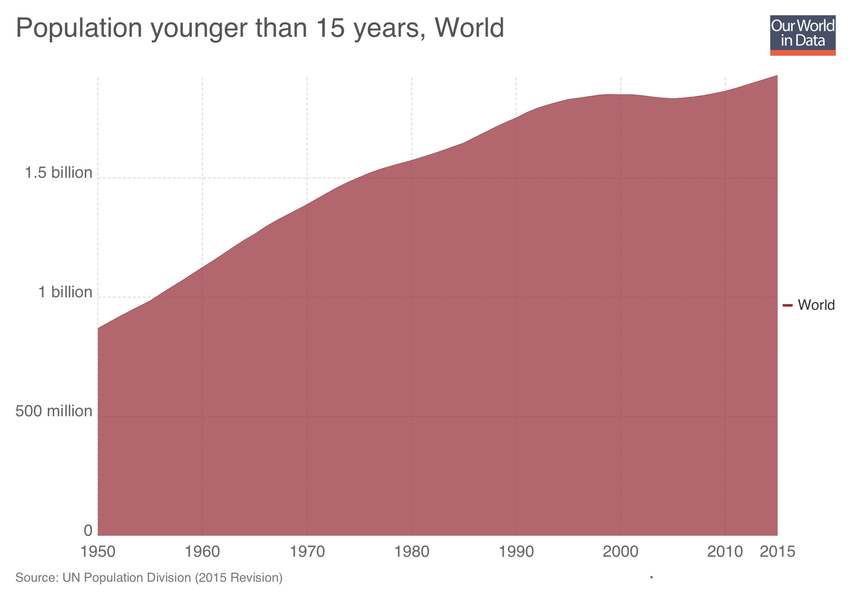 Population younger than 15 years, World
Our World
in Data
1.5 billion
1 billion
500 million
0
World
1950 1960 1970 1980 1990 2000 2010 2015
Source: UN Population Division (2015 Revision)